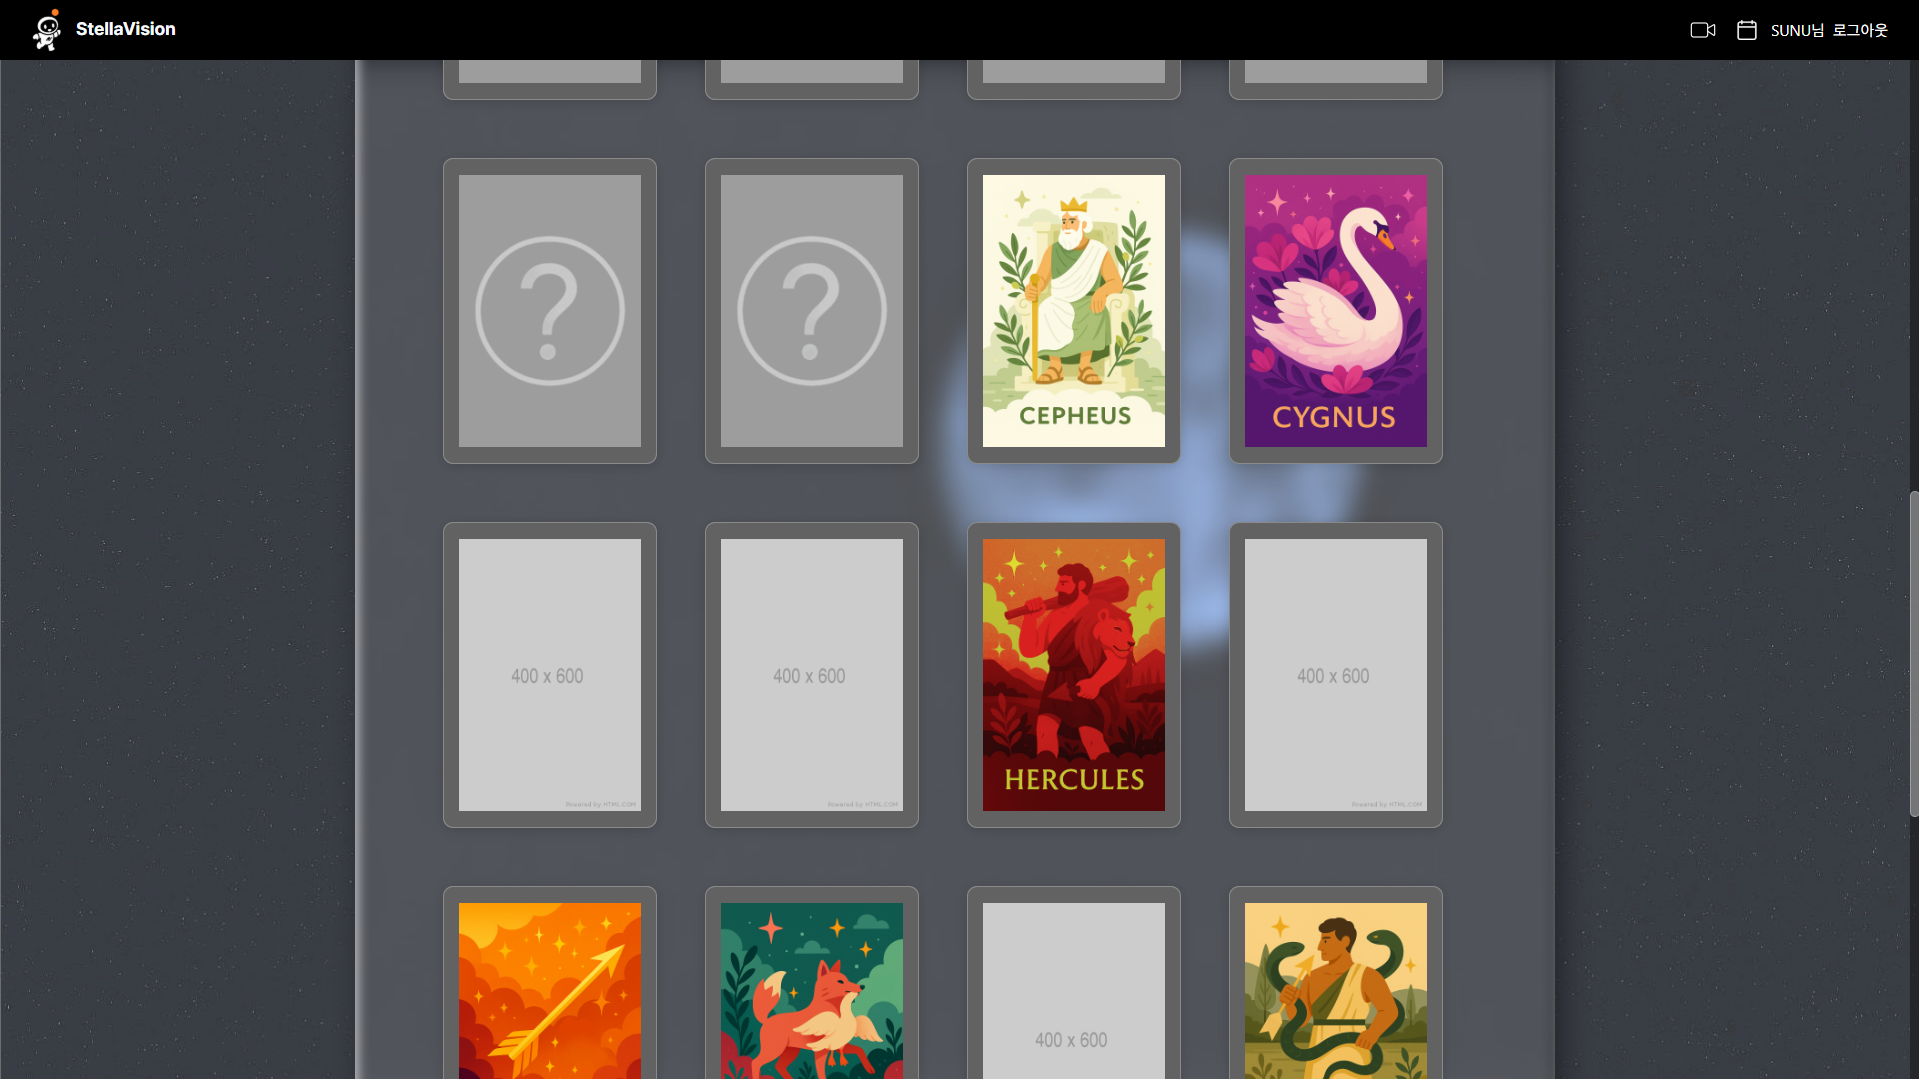 StellaVision
SUNU님 로그아웃
?
?
CEPHEUS
CYGNUS
400 x 600
Powered by HTML.COM
400 x 600
Powered by HTML.COM
HERCULES
400 x 600
Powered by HTML.COM
400 x 600